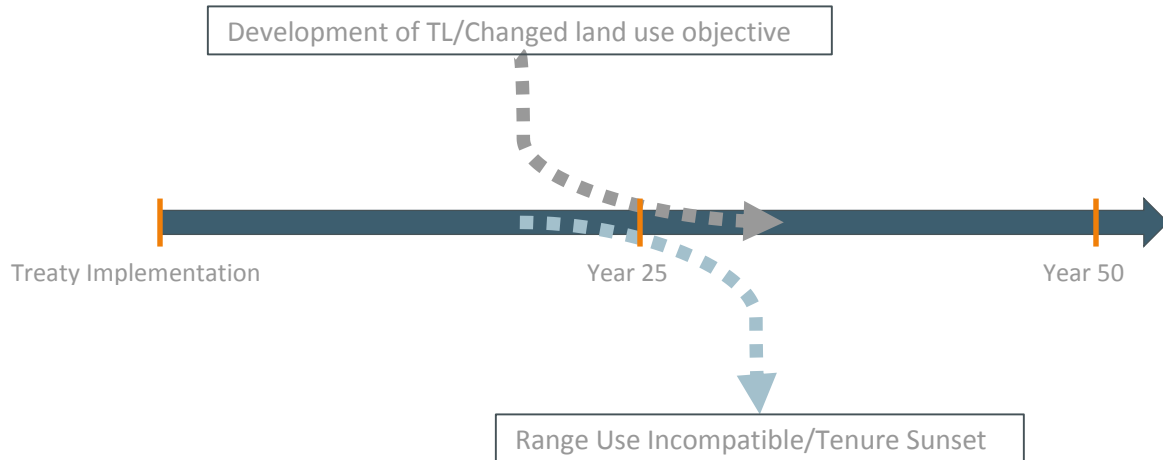 Development of TL/Changed land use objective
Treaty Implementation
Year 25
Year 50
Range Use Incompatible/Tenure Sunset